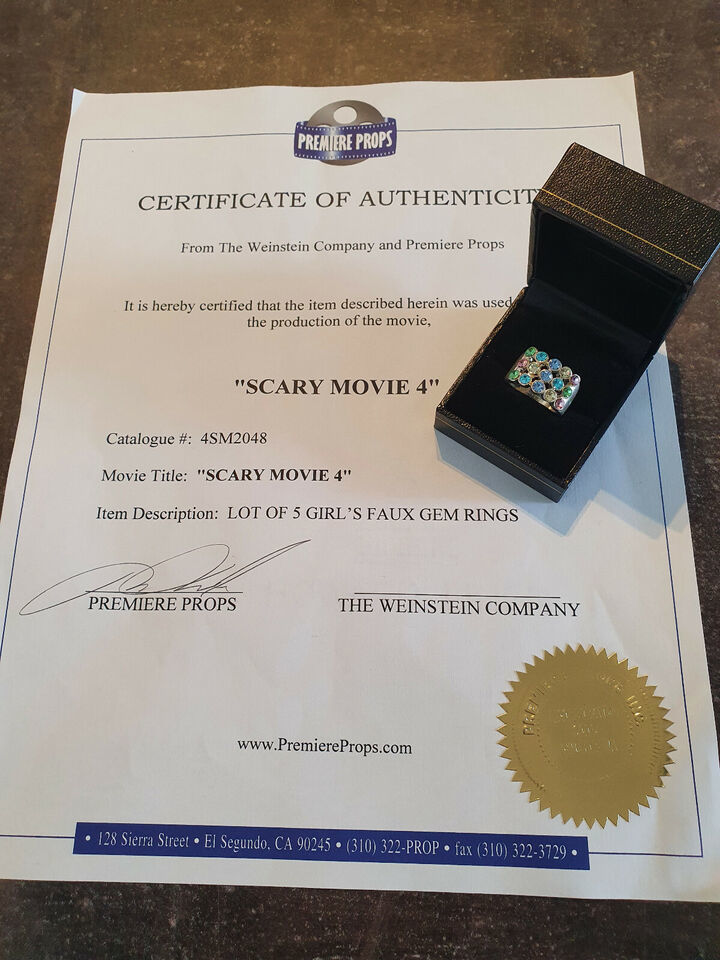 PREMIERE PROPS
CERTIFICATE OF AUTHENTICIT
From The Weinstein Company and Premiere Props
It is hereby certified that the item described herein was used
the production of the movie,
"SCARY MOVIE 4"
Catalogue #: 4SM2048
Movie Title: "SCARY MOVIE 4"
Item Description: LOT OF 5 GIRL'S FAUX GEM RINGS
PREMIERE PROPS
THE WEINSTEIN COMPANY
www.PremiereProps.com
• 128 Sierra Street • El Segundo, CA 90245 • (310) 322-PROP • fax (310) 322-3729 •